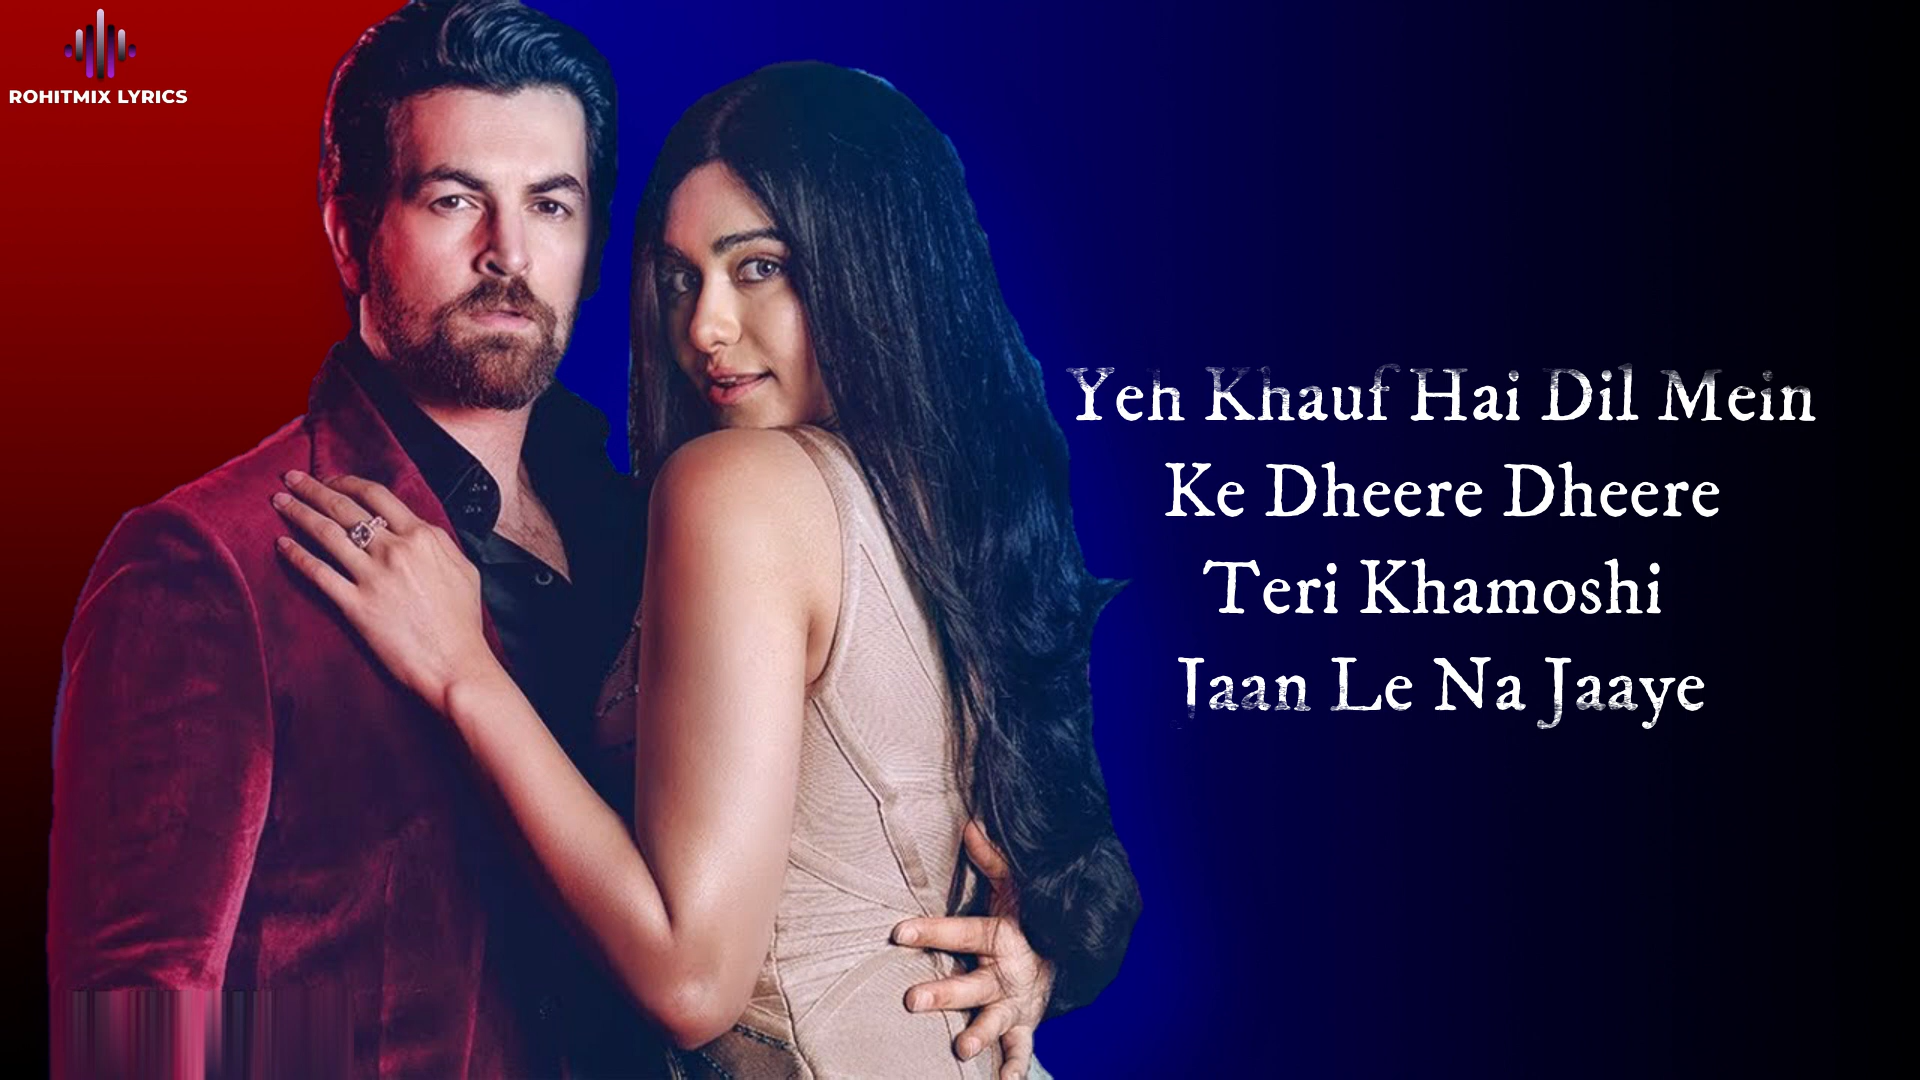 ROHITMIX LYRICS
Yeh Khauf Hai Dil Mein
Ke Dheere Dheere
Teri Khamoshi
Jaan Le Na Jaaye